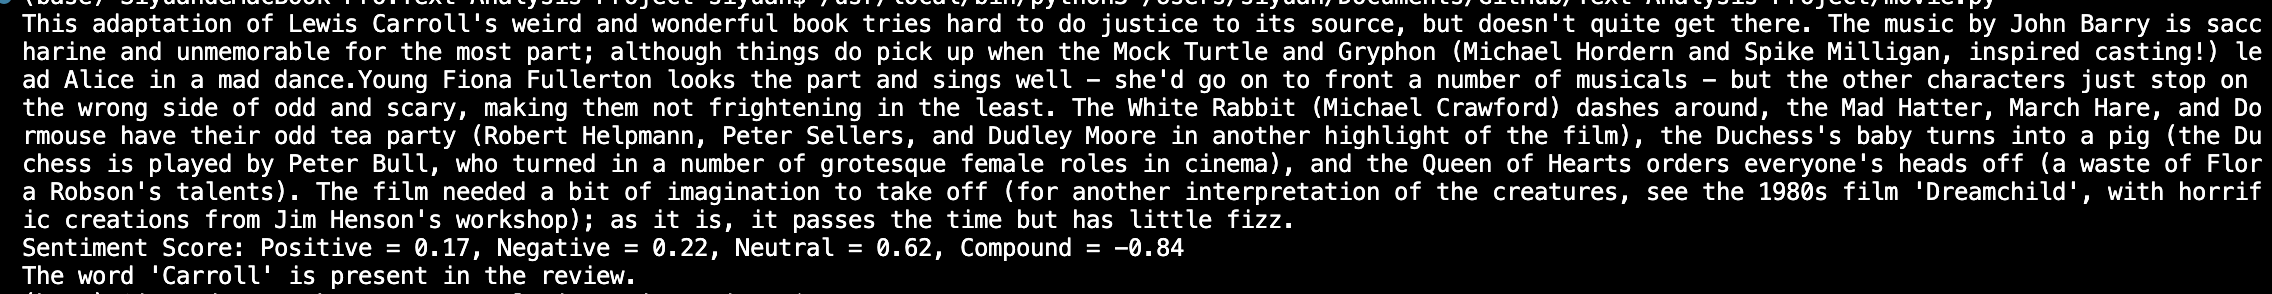 This adaptation of Lewis Carroll's weird and wonderful book tries hard to do justice to its source, but doesn't quite get there. The music by John Barry is sacc
harine and unmemorable for the most part; although things do pick up when the Mock Turtle and Gryphon (Michael Hordern and Spike Milligan, inspired casting!) le
ad Alice in a mad dance.Young Fiona Fullerton looks the part and sings well – she'd go on to front a number of musicals – but the other characters just stop on
the wrong side of odd and scary, making them not frightening in the least. The White Rabbit (Michael Crawford) dashes around, the Mad Hatter, March Hare, and Do
rmouse have their odd tea party (Robert Helpmann, Peter Sellers, and Dudley Moore in another highlight of the film), the Duchess's baby turns into a pig (the Du
chess is played by Peter Bull, who turned in a number of grotesque female roles in cinema), and the Queen of Hearts orders everyone's heads off (a waste of Flor
a Robson's talents). The film needed a bit of imagination to take off (for another interpretation of the creatures, see the 1980s film 'Dreamchild', with horrif
ic creations from Jim Henson's workshop); as it is, it passes the time but has little fizz.
Sentiment Score: Positive = 0.17, Negative = 0.22, Neutral = 0.62, Compound = -0.84
The word 'Carroll' is present in the review.